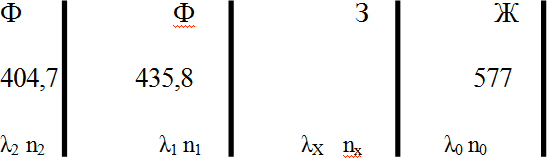 Ф Ф З Ж
404,7 435,8 577
λ₂ n₂ λ₁ n₁ λₓ nₓ λ₀ n₀